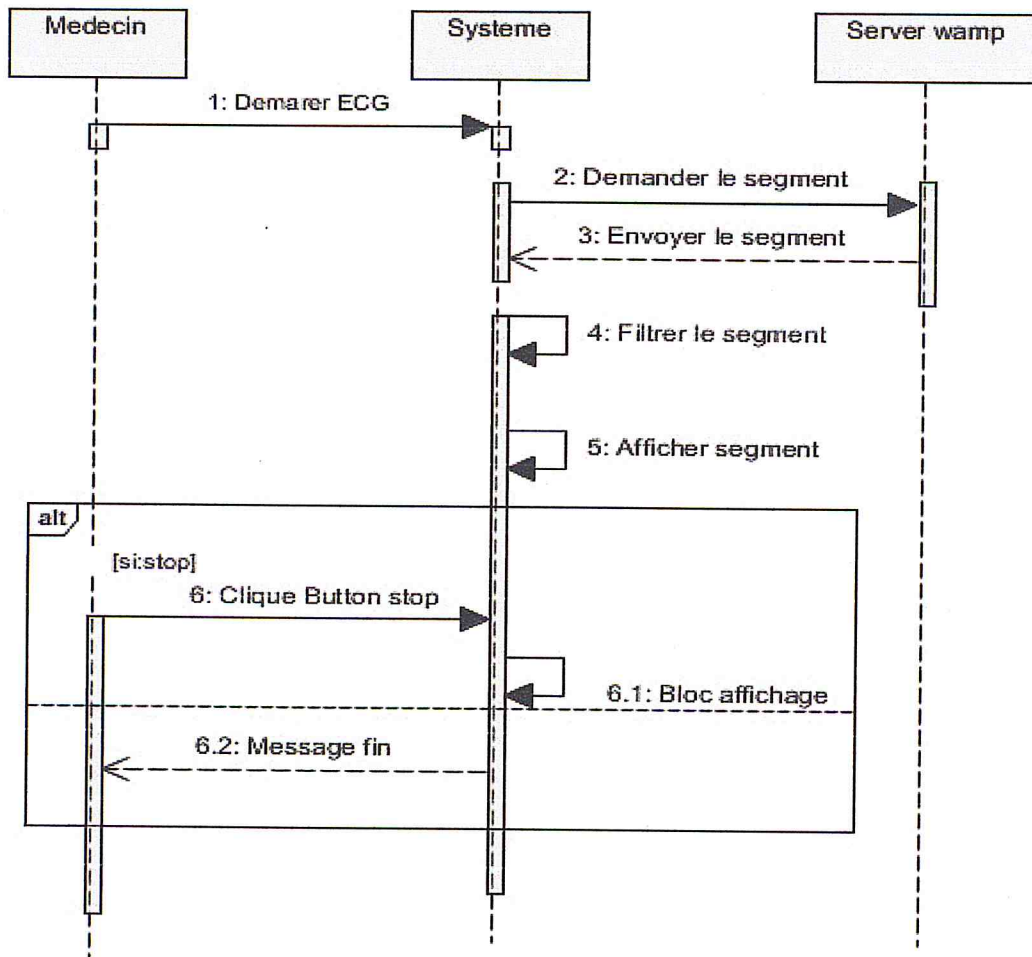 Medecin
Systeme
Server wamp
1: Demarer ECG
2: Demander le segment
3: Envoyer le segment
4: Filtrer le segment
5: Afficher segment
alt
[si:stop]
6: Clique Button stop
6.1: Bloc affichage
6.2: Message fin